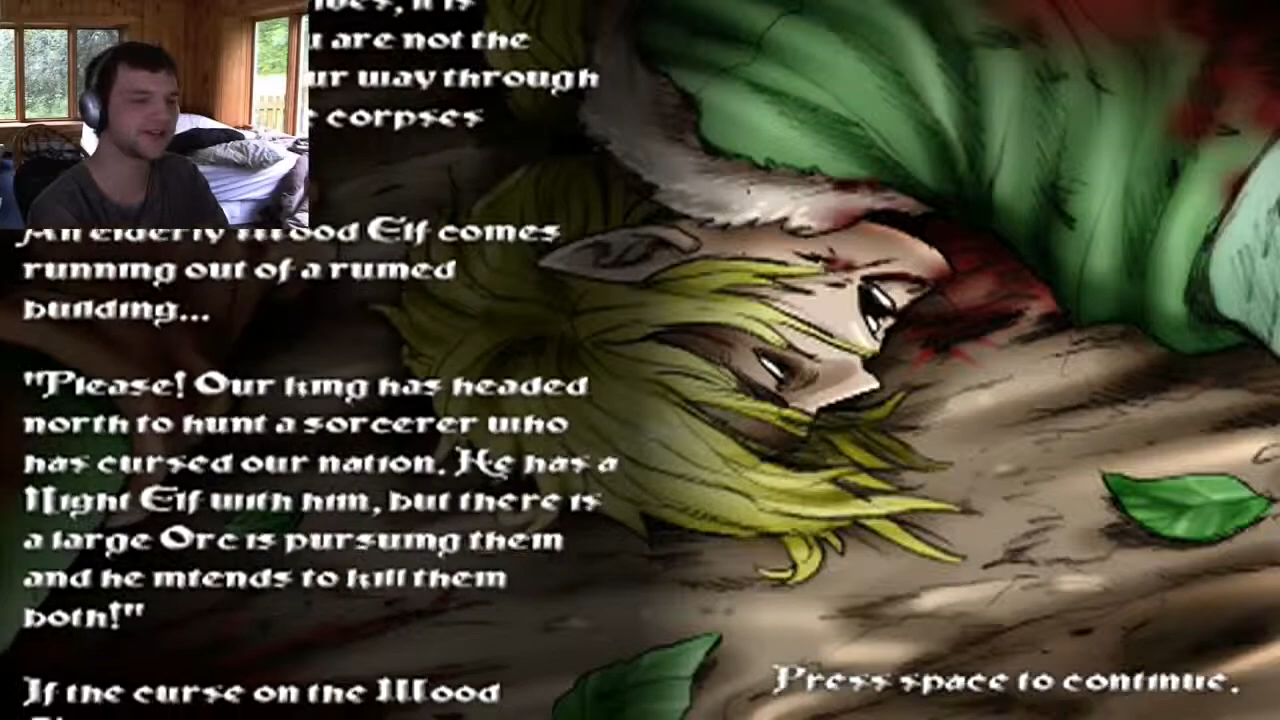 are not the
ur way through
corpses
An elderly Wood Elf comes
running out of a ruined
building...
"Please! Our king has headed
north to hunt a sorcerer who
has cursed our nation. He has a
Night Elf with him, but there is
a large Orc is pursuing them
and he intends to kill them
both!"
If the curse on the Wood
Press space to continue.